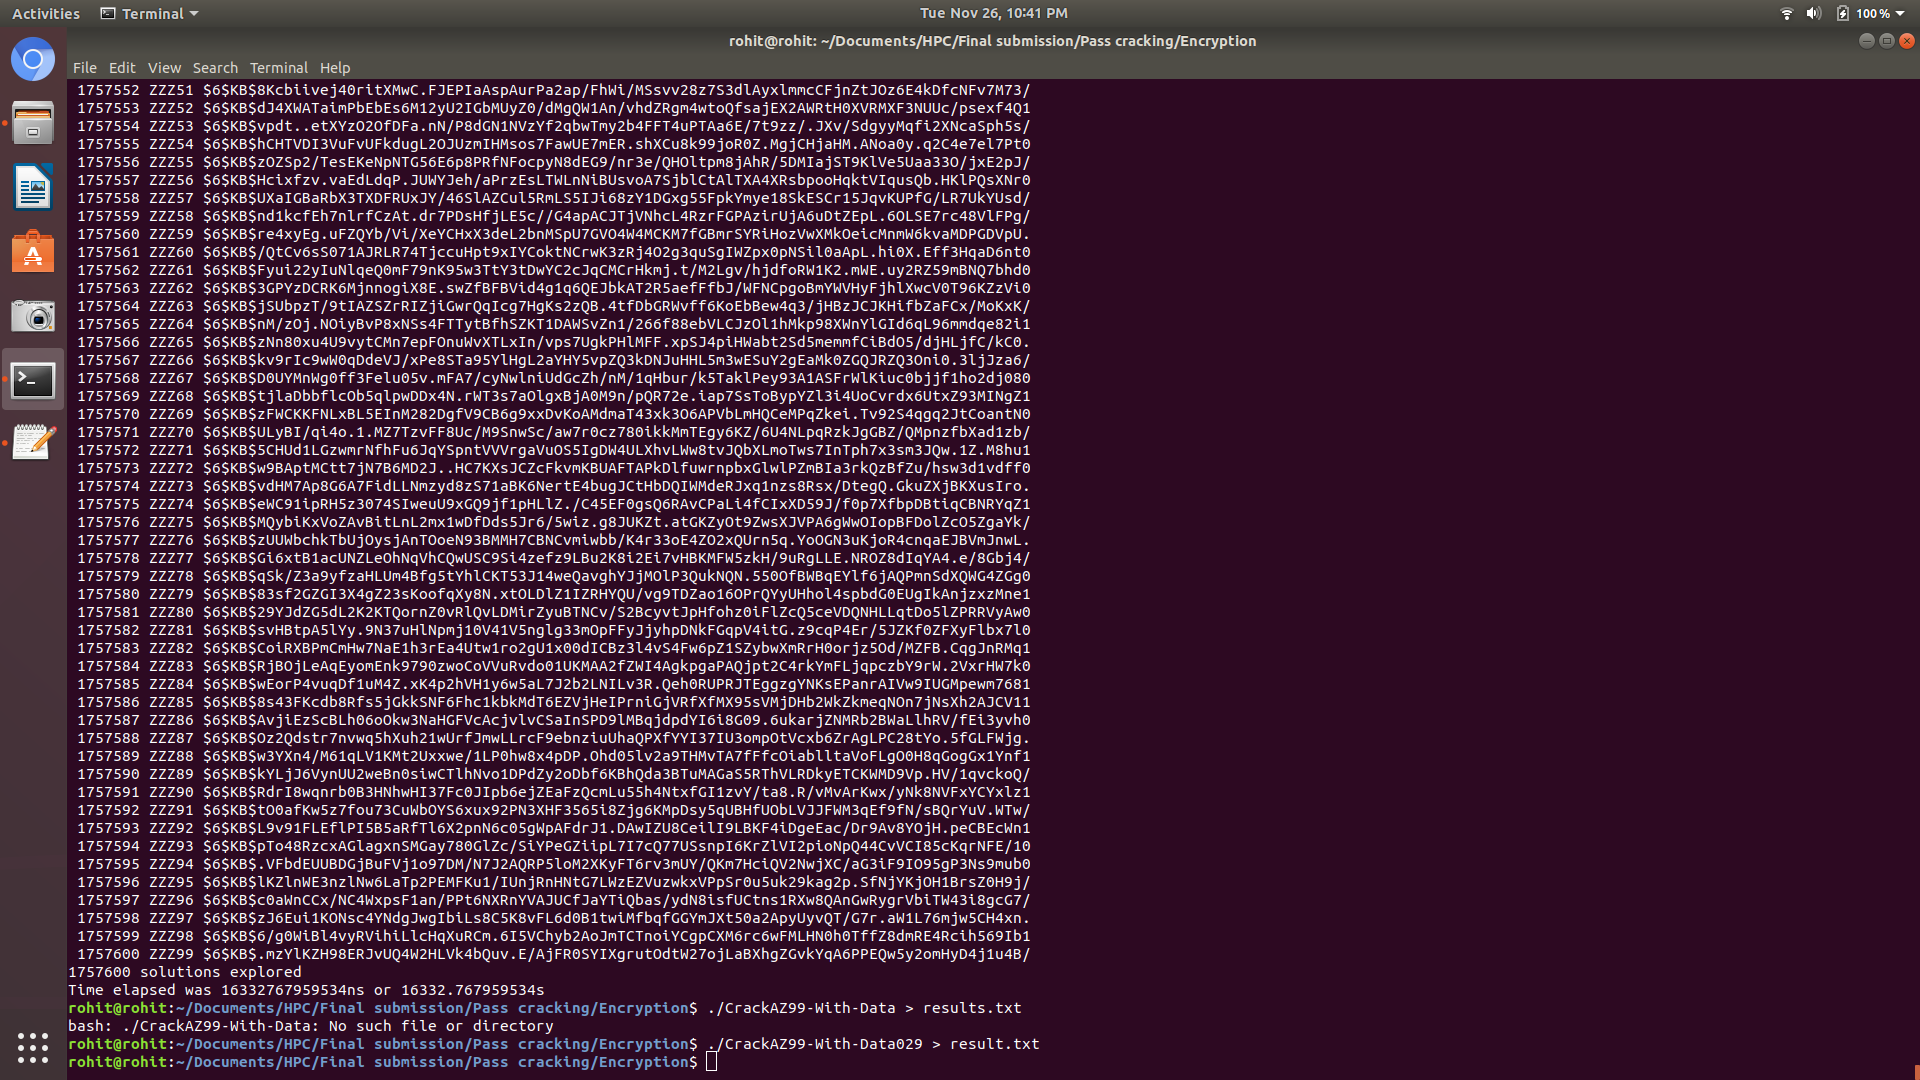 Activities Terminal Tue Nov 26, 10:41 PM 100%
rohit@rohit: ~/Documents/HPC/Final submission/Pass cracking/Encryption
File Edit View Search Terminal Help
1757552 ZZZ51 $6$KB$8Kcbiivej40ritXMwC.FJEPIaAspAurPa2ap/FhWi/MSsvv28z7S3dlAyxlmmcCFjnZtJOz6E4kDfcNFv7M73/
1757553 ZZZ52 $6$KB$dJ4XWATaimPbEbEs6M12yU2IGbMUyZ0/dMgQW1An/vhdZRgm4wtoQfsajEX2AWRtH0XVRMXF3NUUc/psexf4Q1
1757554 ZZZ53 $6$KB$vpdt..etXYzO2OfDFa.nN/P8dGN1NVzYf2qbwTmy2b4FFT4uPTAa6E/7t9zz/.JXv/SdgyyMqfi2XNcaSph5s/
1757555 ZZZ54 $6$KB$hCHTVDI3VuFvUFkdugL2OJUzmIHMsos7FawUE7mER.shXCu8k99joR0Z.MgjCHjaHM.ANoa0y.q2C4e7el7Pt0
1757556 ZZZ55 $6$KB$zOZSp2/TesEKeNpNTG56E6p8PRfNFocpyN8dEG9/nr3e/QHOltpm8jAhR/5DMIajST9KlVe5Uaa33O/jxE2pJ/
1757557 ZZZ56 $6$KB$Hcixfzv.vaEdLdqP.JUWYJeh/aPrzEsLTWLnNiBUsvoA7SjblCtAlTXA4XRsbpooHqktVIqusQb.HKlPQsXNr0
1757558 ZZZ57 $6$KB$UXaIGBaRbX3TXDFRUxJY/46SlAZCul5RmLS5IJi68zY1DGxg55FpkYmye18SkESCr15JqvKUPfG/LR7UkYUsd/
1757559 ZZZ58 $6$KB$nd1kcfEh7nlrfCzAt.dr7PDsHfjLE5c//G4apACJTjVNhcL4RzrFGPAzirUjA6uDtZEpL.6OLSE7rc48VlFPg/
1757560 ZZZ59 $6$KB$re4xyEg.uFZQYb/Vi/XeYCHxX3deL2bnMSpU7GVO4W4MCKM7fGBmrSYRiHozVwXMkOeicMnmW6kvaMDPGDVpU.
1757561 ZZZ60 $6$KB$/QtCv6sS071AJRLR74TjccuHpt9xIYCoktNCrwK3zRj4O2g3quSgIWZpx0pNSil0aApL.hi0X.Eff3HqaD6nt0
1757562 ZZZ61 $6$KB$Fyui22yIuNlqeQ0mF79nK95w3TtY3tDwYC2cJqCMCrHkmj.t/M2Lgv/hjdfoRW1K2.mWE.uy2RZ59mBNQ7bhd0
1757563 ZZZ62 $6$KB$3GPYzDCRK6MjnnogiX8E.swZfBFBVid4g1q6QEJbkAT2R5aefFfbJ/WFNCpgoBmYWVHyFjhlXwcV0T96KZzVi0
1757564 ZZZ63 $6$KB$jSUbpzT/9tIAZSZrRIZjiGwrQqIcg7HgKs2zQB.4tfDbGRWvff6KoEbBew4q3/jHBzJCJKHifbZaFCx/MoKxK/
1757565 ZZZ64 $6$KB$nM/zOj.NOiyBvP8xNSs4FTTytBfhSZKT1DAWSvZn1/266f88ebVLCJzOl1hMkp98XWnYlGId6qL96mmdqe82i1
1757566 ZZZ65 $6$KB$zNn80xu4U9vytCMn7epFOnuWvXTLxIn/vps7UgkPHlMFF.xpSJ4piHWabt2Sd5memmfCiBdO5/djHLjfC/kC0.
1757567 ZZZ66 $6$KB$kv9rIc9wW0qDdeVJ/xPe8STa95YlHgL2aYHY5vpZQ3kDNJuHHL5m3wESuY2gEaMk0ZGQJRZQ3Oni0.3ljJza6/
1757568 ZZZ67 $6$KB$D0UYMnWg0ff3Felu05v.mFA7/cyNwlniUdGcZh/nM/1qHbur/k5TaklPey93A1ASFrWlKiuc0bjjf1ho2dj080
1757569 ZZZ68 $6$KB$tjlaDbbflcOb5qlpwDDx4N.rWT3s7aOlgxBjA0M9n/pQR72e.iap7SsToBypYZl3i4UoCvrdx6UtxZ93MINgZ1
1757570 ZZZ69 $6$KB$zFWCKKFNLxBL5EInM282DgfV9CB6g9xxDvKoAMdmaT43xk3O6APVbLmHQCeMPqZkei.Tv92S4qgq2JtCoantN0
1757571 ZZZ70 $6$KB$ULyBI/qi4o.1.MZ7TzvFF8Uc/M9SnwSc/aw7r0cz780ikkMmTEgy6KZ/6U4NLpqRzkJgGBZ/QMpnzfbXad1zb/
1757572 ZZZ71 $6$KB$5CHUd1LGzwmrNfhFu6JqYSpntVVVrgaVuOS5IgDW4ULXhvLWw8tvJQbXLmoTws7InTph7x3sm3JQw.1Z.M8hu1
1757573 ZZZ72 $6$KB$w9BAptMCtt7jN7B6MD2J..HC7KXsJCZcFkvmKBUAFTAPkDlfuwrnpbxGlwlPZmBIa3rkQzBfZu/hsw3d1vdff0
1757574 ZZZ73 $6$KB$vdHM7Ap8G6A7FidLLNmzyd8zS71aBK6NertE4bugJCtHbDQIWMdeRJxq1nzs8Rsx/DtegQ.GkuZXjBKXusIro.
1757575 ZZZ74 $6$KB$eWC91ipRH5z3074SIweuU9xGQ9jf1pHLlZ./C45EF0gsQ6RAvCPaLi4fCIxXD59J/f0p7XfbpDBtiqCBNRYqZ1
1757576 ZZZ75 $6$KB$MQybiKxVoZAvBitLnL2mx1wDfDds5Jr6/5wiz.g8JUKZt.atGKZyOt9ZwsXJVPA6gWwOIopBFDolZcO5ZgaYk/
1757577 ZZZ76 $6$KB$zUUWbchkTbUjOysjAnTOoeN93BMMH7CBNCvmiwbb/K4r33oE4ZO2xQUrn5q.YoOGN3uKjoR4cnqaEJBVmJnwL.
1757578 ZZZ77 $6$KB$Gi6xtB1acUNZLeOhNqVhCQwUSC9Si4zefz9LBu2K8i2Ei7vHBKMFW5zkH/9uRgLLE.NROZ8dIqYA4.e/8Gbj4/
1757579 ZZZ78 $6$KB$qSk/Z3a9yfzaHLUm4Bfg5tYhlCKT53J14weQavghYJjMOlP3QukNQN.550OfBWBqEYlf6jAQPmnSdXQWG4ZGg0
1757580 ZZZ79 $6$KB$83sf2GZGI3X4gZ23sKoofqXy8N.xtOLDlZ1IZRHYQU/vg9TDZao16OPrQYyUHhol4spbdG0EUgIkAnjzxzMne1
1757581 ZZZ80 $6$KB$29YJdZG5dL2K2KTQornZ0vRlQvLDMirZyuBTNCv/S2BcyvtJpHfohz0iFlZcQ5ceVDQNHLLqtDo5lZPRRVyAw0
1757582 ZZZ81 $6$KB$svHBtpA5lYy.9N37uHlNpmj10V41V5nglg33mOpFFyJjyhpDNkFGqpV4itG.z9cqP4Er/5JZKf0ZFXyFlbx7l0
1757583 ZZZ82 $6$KB$CoiRXBPmCmHw7NaE1h3rEa4Utw1ro2gU1x00dICBz3l4vS4Fw6pZ1SZybwXmRrH0orjz5Od/MZFB.CqgJnRMq1
1757584 ZZZ83 $6$KB$RjBOjLeAqEyomEnk9790zwoCoVVuRvdo01UKMAA2fZWI4AgkpgaPAQjpt2C4rkYmFLjqpczbY9rW.2VxrHW7k0
1757585 ZZZ84 $6$KB$wEorP4vuqDf1uM4Z.xK4p2hVH1y6w5aL7J2b2LNILv3R.Qeh0RUPRJTEggzgYNKsEPanrAIVw9IUGMpewm7681
1757586 ZZZ85 $6$KB$8s43FKcdb8Rfs5jGkkSNF6Fhc1kbkMdT6EZVjHeIPrniGjVRfXfMX95sVMjDHb2WkZkmeqNOn7jNsXh2AJCV11
1757587 ZZZ86 $6$KB$AvjiEzScBLh06oOkw3NaHGFVcAcjvlvCSaInSPD9lMBqjdpdYI6i8G09.6ukarjZNMRb2BWaLlhRV/fEi3yvh0
1757588 ZZZ87 $6$KB$Oz2Qdstr7nvwq5hXuh21wUrfJmwLLrcF9ebnziuUhaQPXfYYI37IU3ompOtVcxb6ZrAgLPC28tYo.5fGLFWjg.
1757589 ZZZ88 $6$KB$w3YXn4/M61qLV1KMt2Uxxwe/1LP0hw8x4pDP.Ohd05lv2a9THMvTA7fFfcOiablltaVoFLgO0H8qGogGx1Ynf1
1757590 ZZZ89 $6$KB$kYLjJ6VynUU2weBn0siwCTlhNvo1DPdZy2oDbf6KBhQda3BTuMAGaS5RThVLRDkyETCKWMD9Vp.HV/1qvckoQ/
1757591 ZZZ90 $6$KB$RdrI8wqnrb0B3HNhwHI37Fc0JIpb6ejZEaFzQcmLu55h4NtxfGI1zvY/ta8.R/vMvArKwx/yNk8NVFxYCYxlz1
1757592 ZZZ91 $6$KB$tO0afKw5z7fou73CuWbOYS6xux92PN3XHF3565i8Zjg6KMpDsy5qUBHfUObLVJJFWM3qEf9fN/sBQrYuV.WTw/
1757593 ZZZ92 $6$KB$L9v91FLEflPI5B5aRfTl6X2pnN6c05gWpAFdrJ1.DAwIZU8CeilI9LBKF4iDgeEac/Dr9Av8YOjH.peCBEcWn1
1757594 ZZZ93 $6$KB$pTo48RzcxAGlagxnSMGay780GlZc/SiYPeGZiipL7I7cQ77USsnpI6KrZlVI2pioNpQ44CvVCI85cKqrNFE/10
1757595 ZZZ94 $6$KB$.VFbdEUUBDGjBuFVj1o97DM/N7J2AQRP5loM2XKyFT6rv3mUY/QKm7HciQV2NwjXC/aG3iF9IO95gP3Ns9mub0
1757596 ZZZ95 $6$KB$lKZlnWE3nzlNw6LaTp2PEMFKu1/IUnjRnHNtG7LWzEZVuzwkxVPpSr0u5uk29kag2p.SfNjYKjOH1BrsZ0H9j/
1757597 ZZZ96 $6$KB$c0aWnCCx/NC4WxpsF1an/PPt6NXRnYVAJUCfJaYTiQbas/ydN8isfUCtns1RXw8QAnGwRygrVbiTW43i8gcG7/
1757598 ZZZ97 $6$KB$zJ6Eui1KONsc4YNdgJwgIbiLs8C5K8vFL6d0B1twiMfbqfGGYmJXt50a2ApyUyvQT/G7r.aW1L76mjw5CH4xn.
1757599 ZZZ98 $6$KB$6/g0WiBl4vyRVihiLlcHqXuRCm.6I5VChyb2AoJmTCTnoiYCgpCXM6rc6wFMLHN0h0TffZ8dmRE4Rcih569Ib1
1757600 ZZZ99 $6$KB$.mzYlKZH98ERJvUQ4W2HLVk4bQuv.E/AjFR0SYIXgrutOdtW27ojLaBXhgZGvkYqA6PPEQw5y2omHyD4j1u4B/
1757600 solutions explored
Time elapsed was 16332767959534ns or 16332.767959534s
rohit@rohit:~/Documents/HPC/Final submission/Pass cracking/Encryption$ ./CrackAZ99-With-Data > results.txt
bash: ./CrackAZ99-With-Data: No such file or directory
rohit@rohit:~/Documents/HPC/Final submission/Pass cracking/Encryption$ ./CrackAZ99-With-Data029 > result.txt
rohit@rohit:~/Documents/HPC/Final submission/Pass cracking/Encryption$